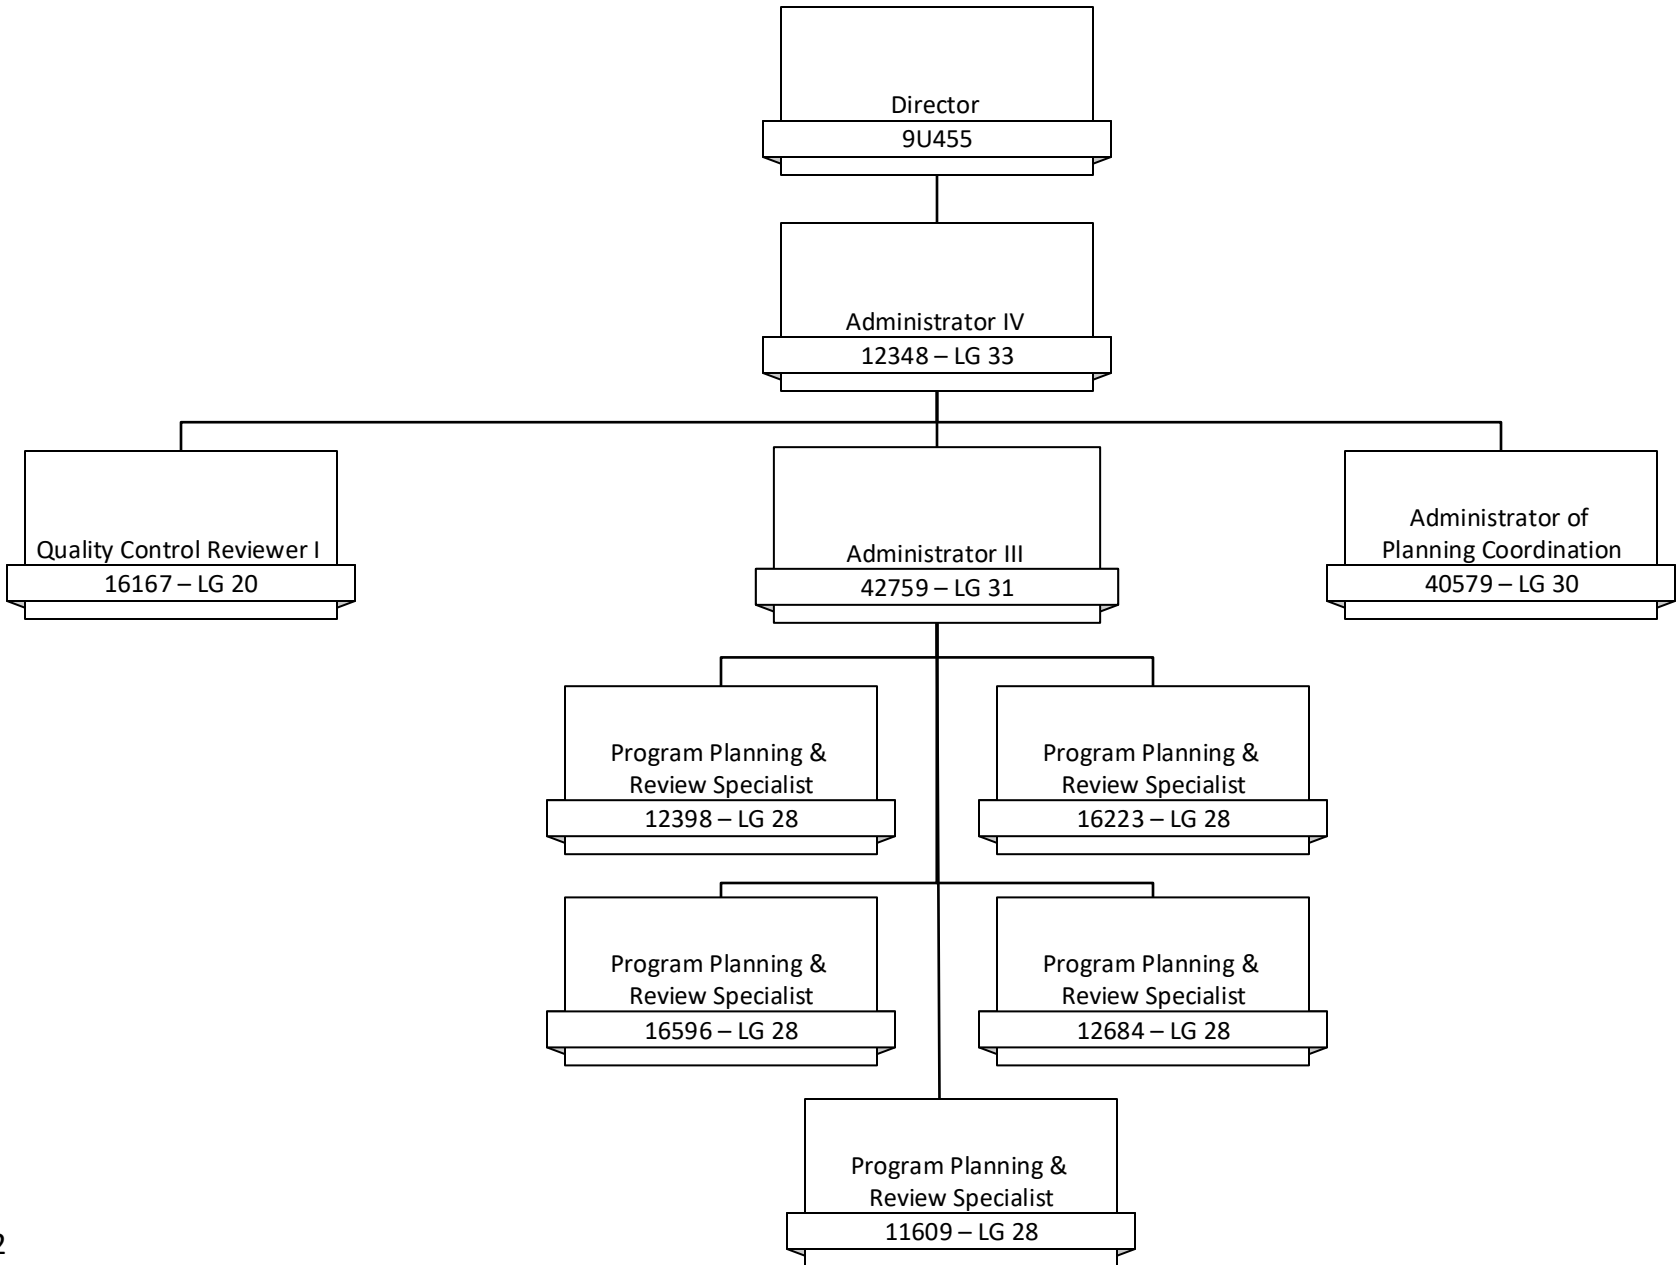 Director
9U455
Administrator IV
12348 – LG 33
Quality Control Reviewer I
16167 – LG 20
Administrator III
42759 – LG 31
Administrator of
Planning Coordination
40579 – LG 30
Program Planning &
Review Specialist
12398 – LG 28
Program Planning &
Review Specialist
16223 – LG 28
Program Planning &
Review Specialist
16596 – LG 28
Program Planning &
Review Specialist
12684 – LG 28
Program Planning &
Review Specialist
11609 – LG 28
2